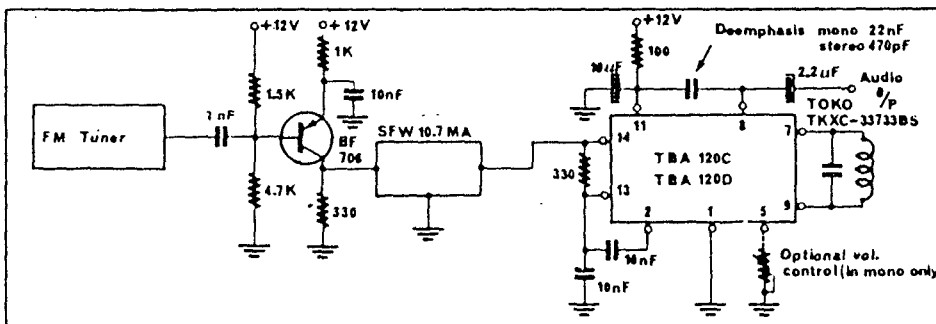 +12V
+12V
1K
1.5K
10nF
1nF
FM Tuner
BF
706
SFW 10.7MA
4.7K
330
+12V
100
Deemphasis mono 22nF
stereo 470pF
10uF
2.2uF
Audio
O/P
TOKO
TKXC-33733BS
11
8
7
14
330
TBA 120C
TBA 120D
13
2
1
5
9
10nF
10nF
Optional vol.
control (in mono only)